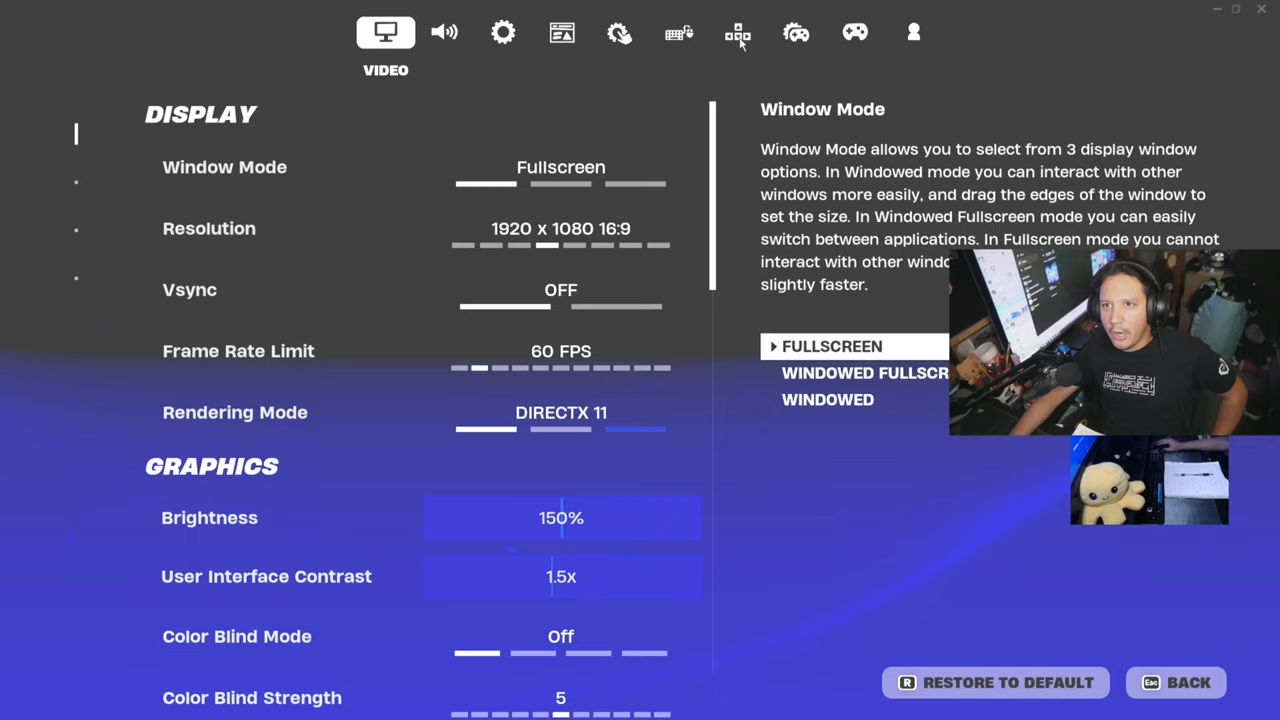 VIDEO
DISPLAY
Window Mode
Fullscreen
Resolution
1920 x 1080 16:9
Vsync
OFF
Frame Rate Limit
60 FPS
Rendering Mode
DIRECTX 11
GRAPHICS
Brightness
150%
User Interface Contrast
1.5x
Color Blind Mode
Off
Color Blind Strength
5
Window Mode
Window Mode allows you to select from 3 display window
options. In Windowed mode you can interact with other
windows more easily, and drag the edges of the window to
set the size. In Windowed Fullscreen mode you can easily
switch between applications. In Fullscreen mode you cannot
interact with other
slightly faster.
FULLSCREEN
WINDOWED FULLSCR
WINDOWED
R RESTORE TO DEFAULT
Esc BACK